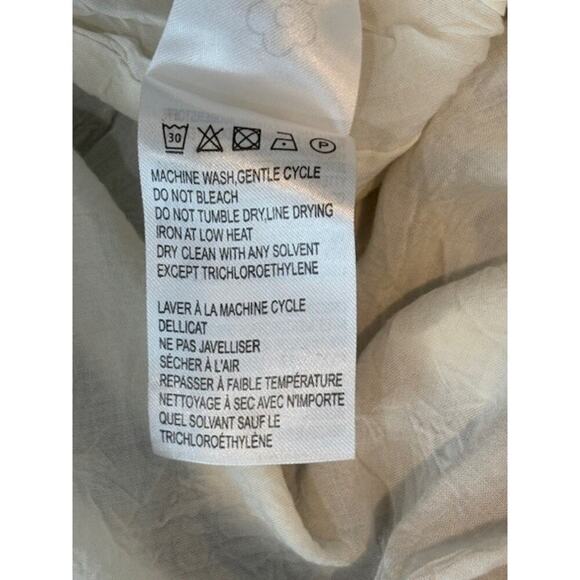 30 P
MACHINE WASH,GENTLE CYCLE
DO NOT BLEACH
DO NOT TUMBLE DRY,LINE DRYING
IRON AT LOW HEAT
DRY CLEAN WITH ANY SOLVENT
EXCEPT TRICHLOROETHYLENE
LAVER À LA MACHINE CYCLE
DELLICAT
NE PAS JAVELLISER
SÉCHER À L'AIR
REPASSER À FAIBLE TEMPÉRATURE
NETTOYAGE À SEC AVEC N'IMPORTE
QUEL SOLVANT SAUF LE
TRICHLOROÉTHYLÈNE